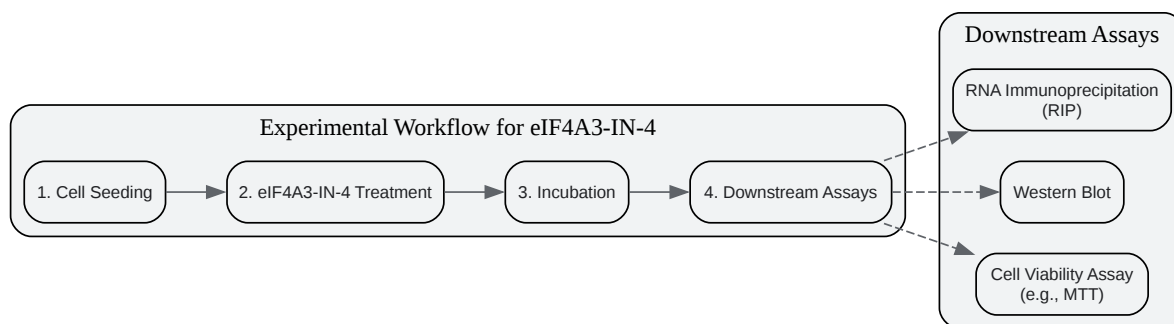 Experimental Workflow for eIF4A3-IN-4
1. Cell Seeding
2. eIF4A3-IN-4 Treatment
3. Incubation
4. Downstream Assays
Downstream Assays
RNA Immunoprecipitation
(RIP)
Western Blot
Cell Viability Assay
(e.g., MTT)